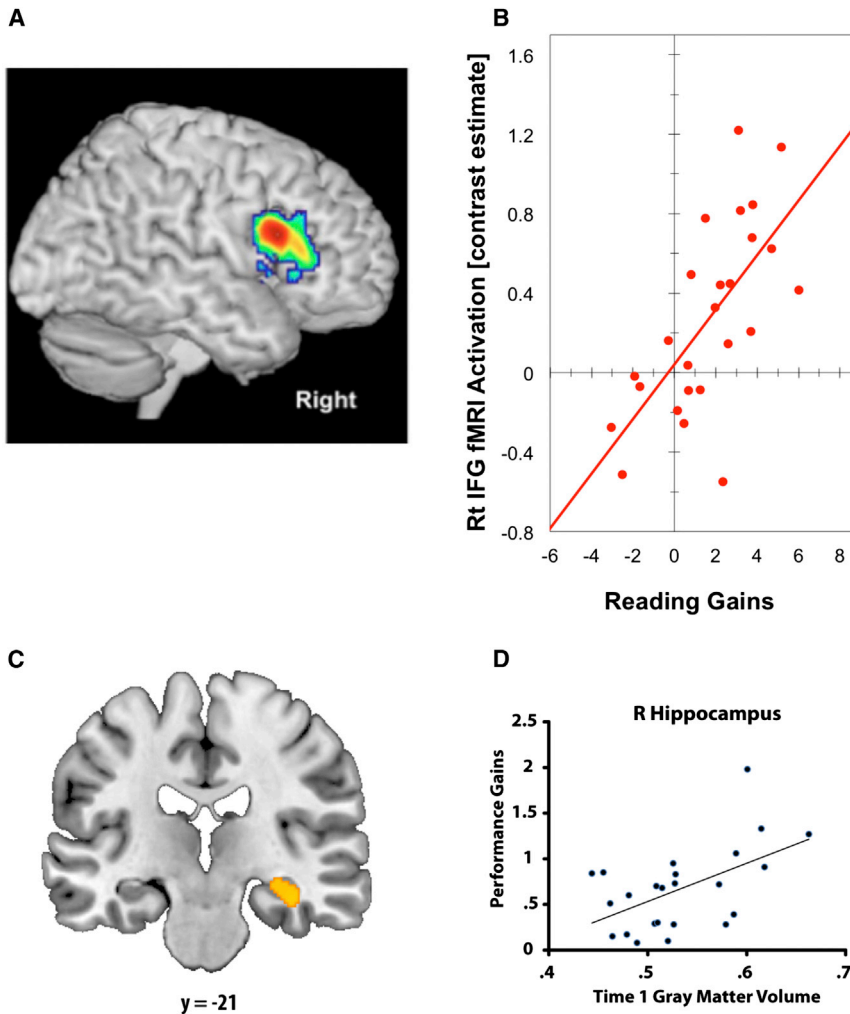 A
Right
B
Rt IFG fMRI Activation [contrast estimate]
1.6
1.2
0.8
0.4
0
-0.4
-0.8
-6 -4 -2 0 2 4 6 8
Reading Gains
C
y = -21
D
R Hippocampus
Performance Gains
2.5
2
1.5
1
.5
0
.4 .5 .6 .7
Time 1 Gray Matter Volume